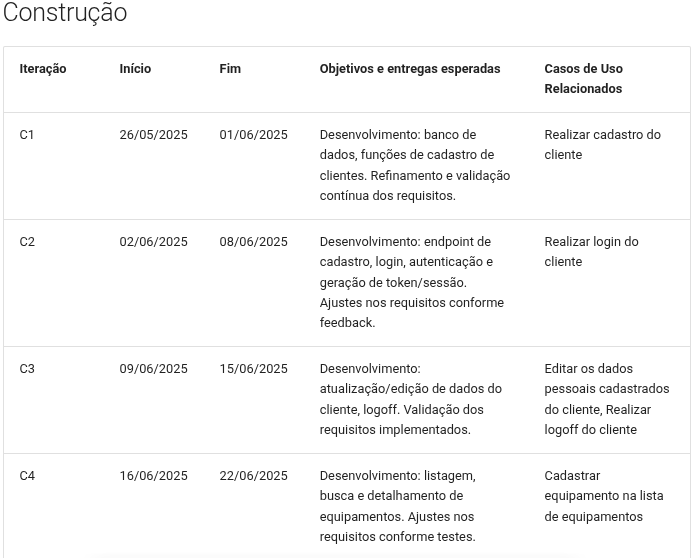 Construção
Iteração Início Fim Objetivos e entregas esperadas Casos de Uso
Relacionados
C1 26/05/2025 01/06/2025 Desenvolvimento: banco de Realizar cadastro do
dados, funções de cadastro de cliente
clientes. Refinamento e validação
contínua dos requisitos.
C2 02/06/2025 08/06/2025 Desenvolvimento: endpoint de Realizar login do
cadastro, login, autenticação e cliente
geração de token/sessão.
Ajustes nos requisitos conforme
feedback.
C3 09/06/2025 15/06/2025 Desenvolvimento: Editar os dados
atualização/edição de dados do pessoais cadastrados
cliente, logoff. Validação dos do cliente, Realizar
requisitos implementados. logoff do cliente
C4 16/06/2025 22/06/2025 Desenvolvimento: listagem, Cadastrar
busca e detalhamento de equipamento na lista
equipamentos. Ajustes nos de equipamentos
requisitos conforme testes.